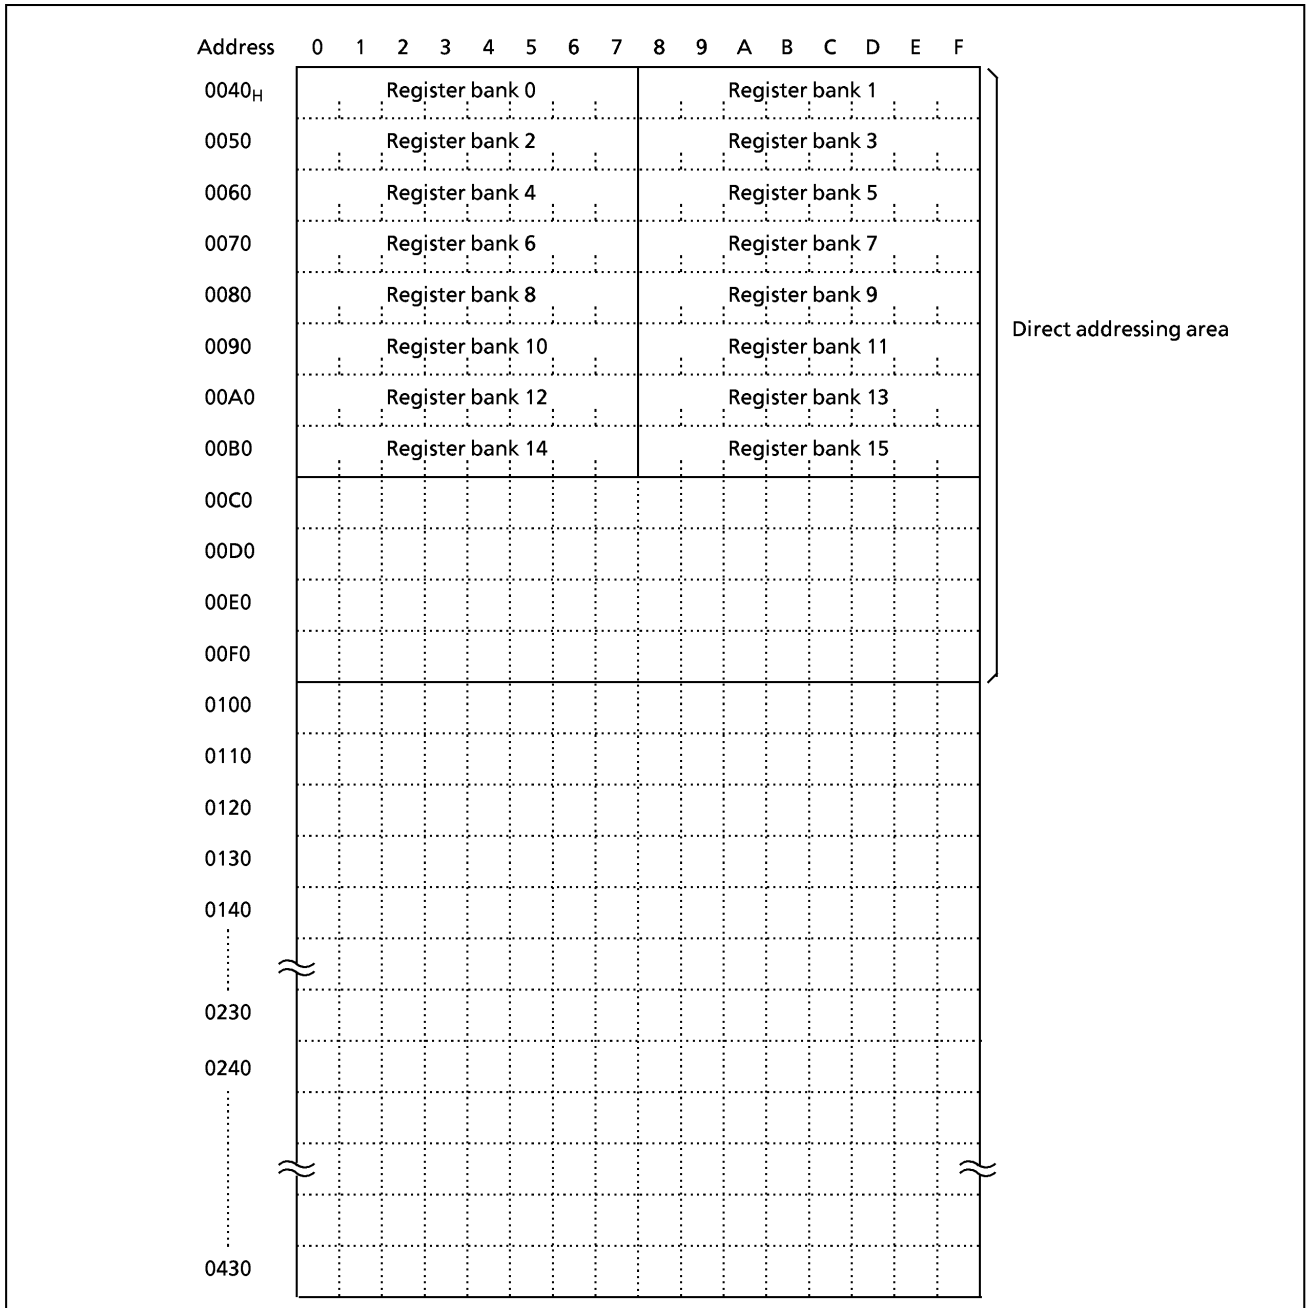 Address 0 1 2 3 4 5 6 7 8 9 A B C D E F
0040H Register bank 0 Register bank 1
0050 Register bank 2 Register bank 3
0060 Register bank 4 Register bank 5
0070 Register bank 6 Register bank 7
0080 Register bank 8 Register bank 9
Direct addressing area
0090 Register bank 10 Register bank 11
00A0 Register bank 12 Register bank 13
00B0 Register bank 14 Register bank 15
00C0
00D0
00E0
00F0
0100
0110
0120
0130
0140
0230
0240
0430